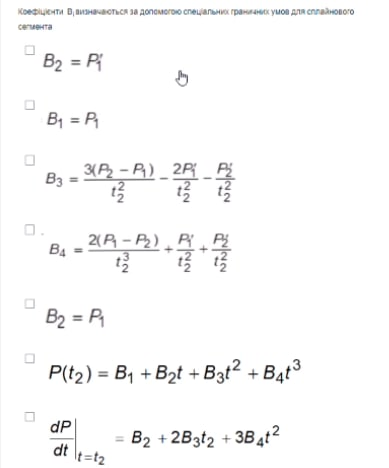 Коефіцієнти Bᵢ визначаються за допомогою спеціальних граничних умов для сплайнового
сегмента
B₂ = P₁′
B₁ = P₁
B₃ = 3(P₂ − P₁)/t₂² − 2P₁′/t₂² − P₂′/t₂²
B₄ = 2(P₁ − P₂)/t₂³ + P₁′/t₂² + P₂′/t₂²
B₂ = P₁
P(t₂) = B₁ + B₂t + B₃t² + B₄t³
dP/dt |t=t₂ = B₂ + 2B₃t₂ + 3B₄t²